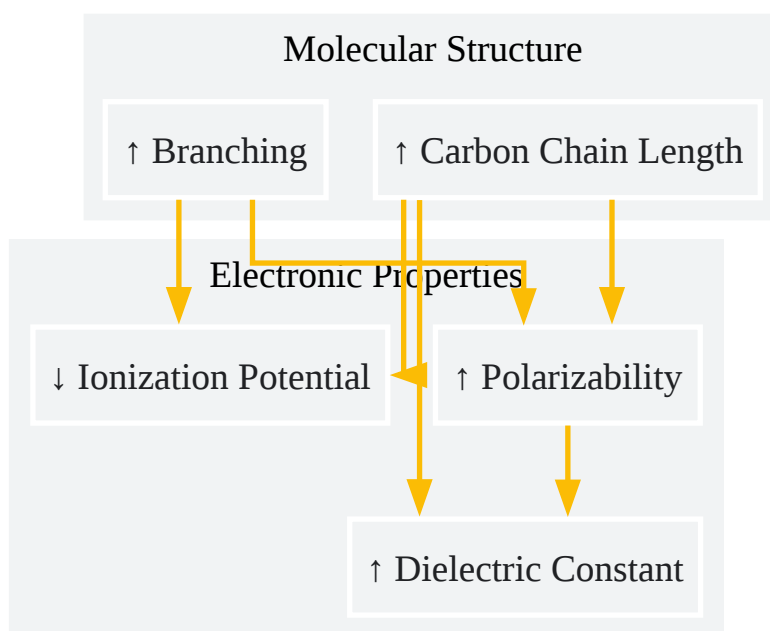 Molecular Structure
↑ Branching
↑ Carbon Chain Length
Electronic Properties
↓ Ionization Potential
↑ Polarizability
↑ Dielectric Constant